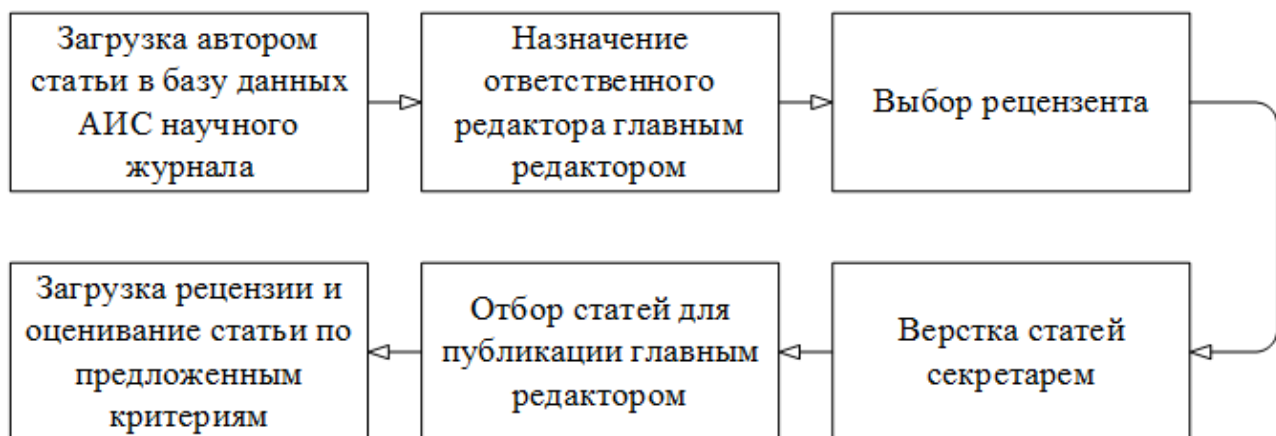 Загрузка автором
статьи в базу данных
АИС научного
журнала
Назначение
ответственного
редактора главным
редактором
Выбор рецензента
Верстка статей
секретарем
Отбор статей для
публикации главным
редактором
Загрузка рецензии и
оценивание статьи по
предложенным
критериям